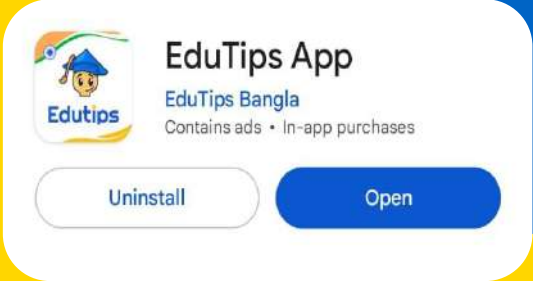 EduTips App
EduTips Bangla
Contains ads • In-app purchases
Edutips
Uninstall
Open